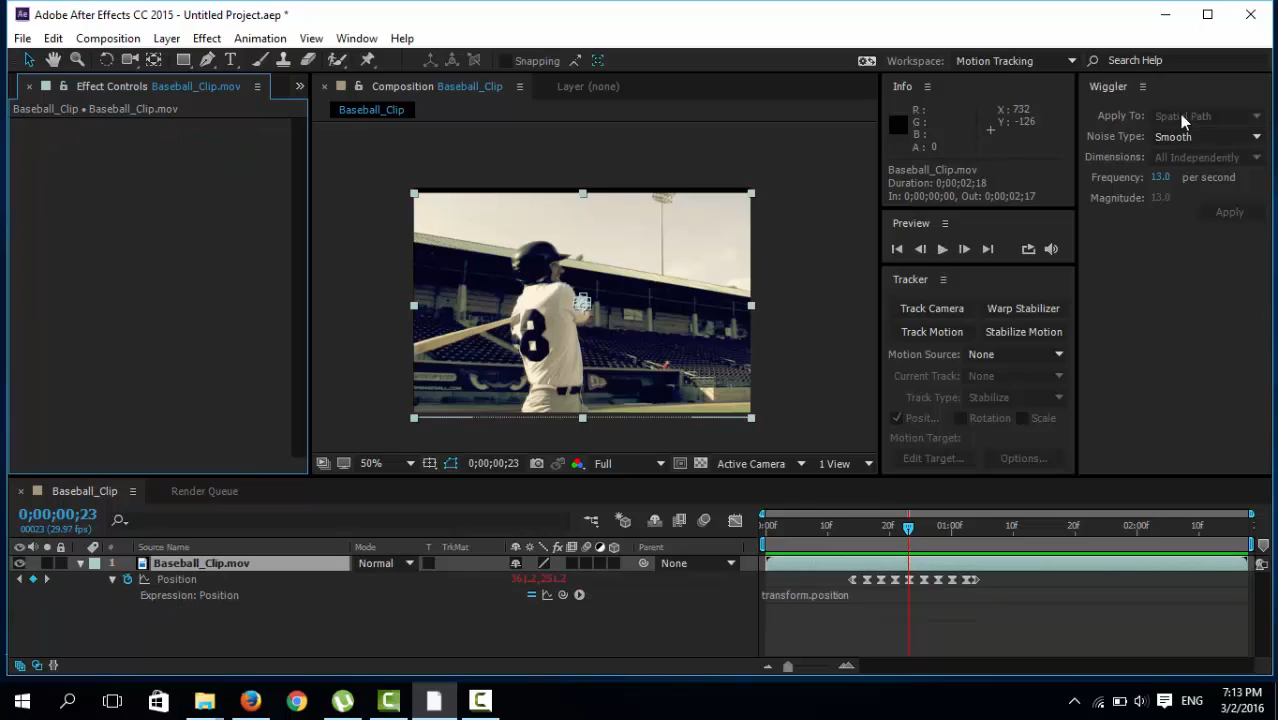 Adobe After Effects CC 2015 - Untitled Project.aep *
File Edit Composition Layer Effect Animation View Window Help
Snapping
Workspace: Motion Tracking
Search Help
Effect Controls Baseball_Clip.mov
Baseball_Clip • Baseball_Clip.mov
Composition Baseball_Clip
Layer (none)
Baseball_Clip
8
50%
0;00;00;23
Full
Active Camera
1 View
Info
R :
G :
B :
A : 0
X : 732
Y : -126
Baseball_Clip.mov
Duration: 0;00;02;18
In: 0;00;00;00, Out: 0;00;02;17
Preview
Tracker
Track Camera
Warp Stabilizer
Track Motion
Stabilize Motion
Motion Source: None
Current Track: None
Track Type: Stabilize
Posit... Rotation Scale
Motion Target:
Edit Target... Options...
Wiggler
Apply To: Spatial Path
Noise Type: Smooth
Dimensions: All Independently
Frequency: 13.0 per second
Magnitude: 13.0
Apply
Baseball_Clip
Render Queue
0;00;00;23
00023 (29.97 fps)
# Source Name Mode T TrkMat Parent
1 Baseball_Clip.mov Normal None
Position
Expression: Position
:00f 10f 20f 01:00f 10f 20f 02:00f 10f
transform.position
ENG
7:13 PM
3/2/2016